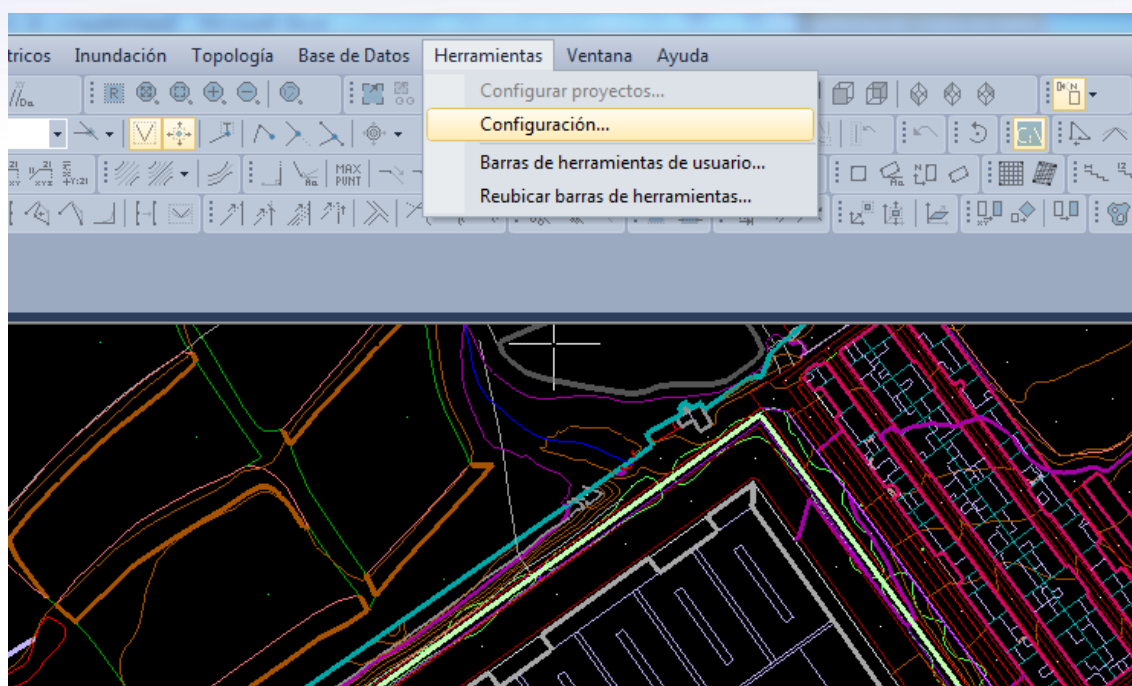 tricos Inundación Topología Base de Datos Herramientas Ventana Ayuda
Configurar proyectos...
Configuración...
Barras de herramientas de usuario...
Reubicar barras de herramientas...
MAX
PUNT
C:\